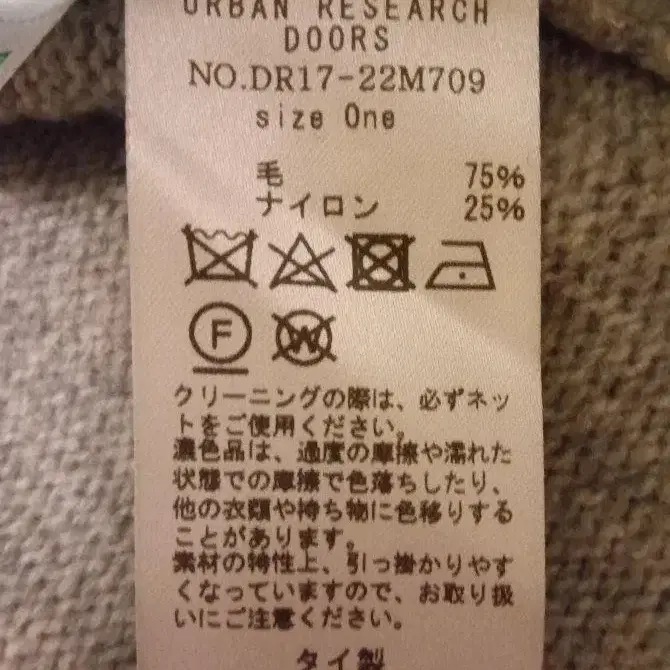 URBAN RESEARCH
DOORS
NO.DR17-22M709
size One
毛 75%
ナイロン 25%
F
W
クリーニングの際は、必ずネッ
トをご使用ください。
濃色品は、過度の摩擦や濡れた
状態での摩擦で色落ちしたり、
他の衣類や持ち物に色移りする
ことがあります。
素材の特性上、引っ掛かりやす
くなっていますので、お取り扱
いにご注意ください。
タイ製